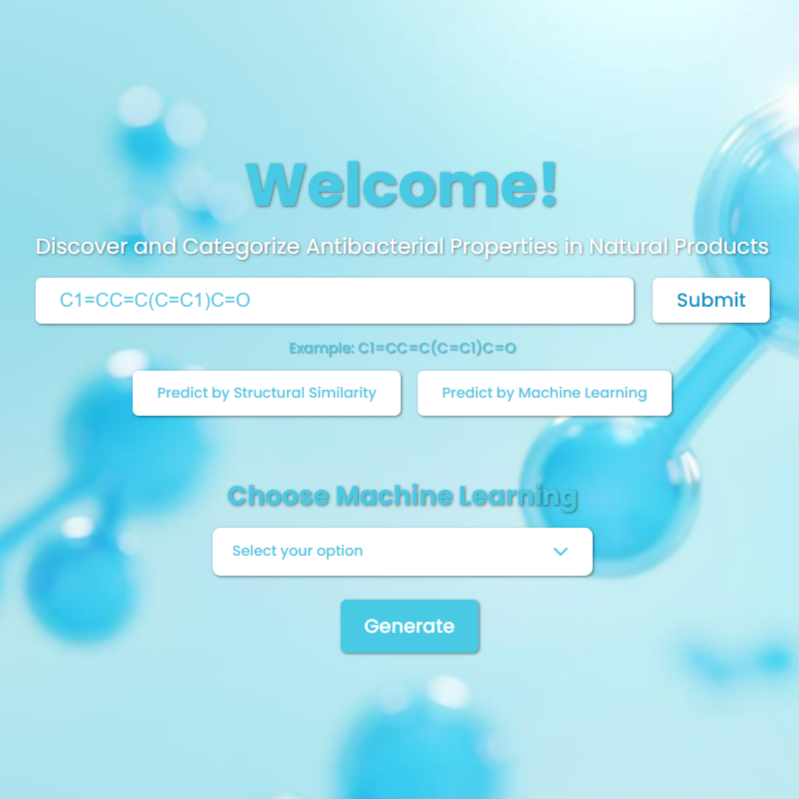 Welcome!
Discover and Categorize Antibacterial Properties in Natural Products
C1=CC=C(C=C1)C=O
Submit
Example: C1=CC=C(C=C1)C=O
Predict by Structural Similarity
Predict by Machine Learning
Choose Machine Learning
Select your option
Generate